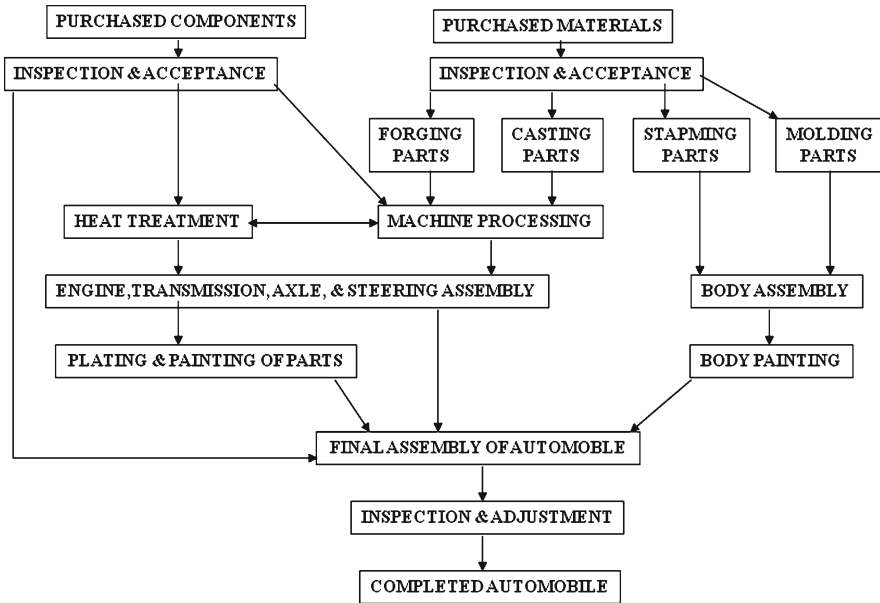 PURCHASED COMPONENTS
PURCHASED MATERIALS
INSPECTION & ACCEPTANCE
INSPECTION & ACCEPTANCE
FORGING
PARTS
CASTING
PARTS
STAPMING
PARTS
MOLDING
PARTS
HEAT TREATMENT
MACHINE PROCESSING
ENGINE, TRANSMISSION, AXLE, & STEERING ASSEMBLY
BODY ASSEMBLY
PLATING & PAINTING OF PARTS
BODY PAINTING
FINAL ASSEMBLY OF AUTOMOBLE
INSPECTION & ADJUSTMENT
COMPLETED AUTOMOBILE